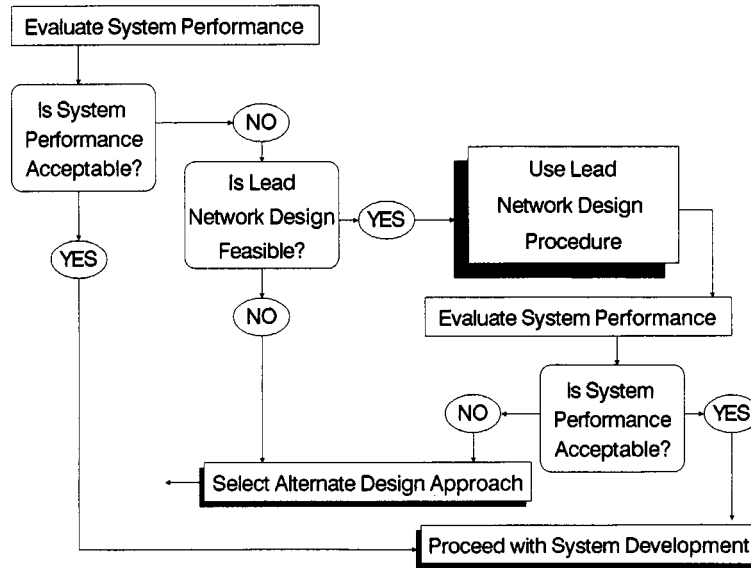 Evaluate System Performance
Is System
Performance
Acceptable?
NO
Is Lead
Network Design
Feasible?
YES
Use Lead
Network Design
Procedure
YES
NO
Evaluate System Performance
Is System
Performance
Acceptable?
NO
YES
Select Alternate Design Approach
Proceed with System Development